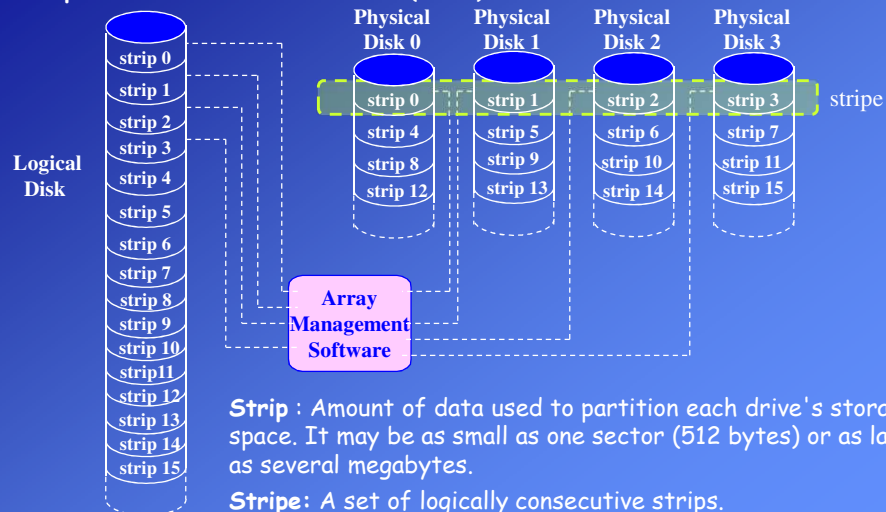 Physical
Disk 0
Physical
Disk 1
Physical
Disk 2
Physical
Disk 3
strip 0
strip 1
strip 2
strip 3
strip 4
strip 5
strip 6
strip 7
strip 8
strip 9
strip 10
strip11
strip 12
strip 13
strip 14
strip 15
Logical
Disk
strip 0
strip 1
strip 2
strip 3
stripe
strip 4
strip 5
strip 6
strip 7
strip 8
strip 9
strip 10
strip 11
strip 12
strip 13
strip 14
strip 15
Array
Management
Software
Strip : Amount of data used to partition each drive's
space. It may be as small as one sector (512 bytes) or as
as several megabytes.
Stripe: A set of logically consecutive strips.